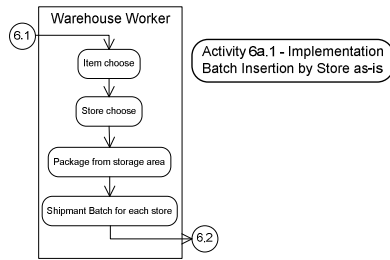 Warehouse Worker
6.1
Item choose
Store choose
Package from storage area
Shipmant Batch for each store
6.2
Activity 6a.1 - Implementation
Batch Insertion by Store as-is